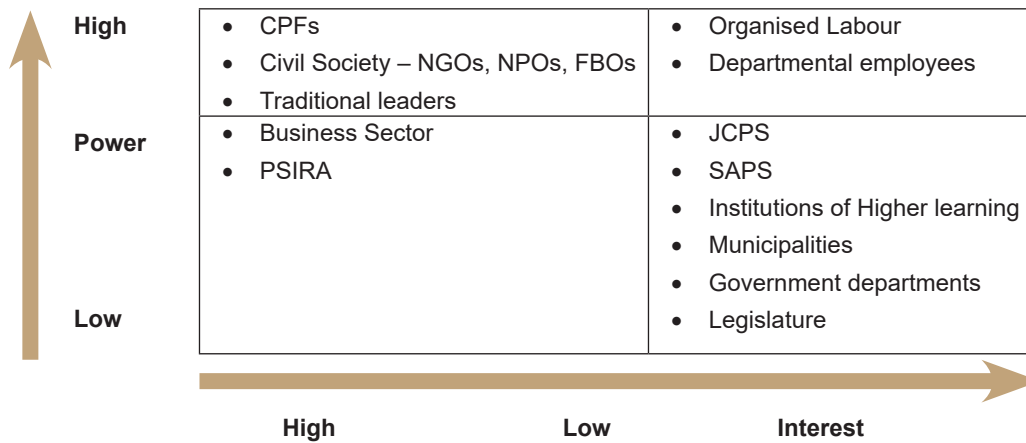 High
• CPFs
• Civil Society – NGOs, NPOs, FBOs
• Traditional leaders
• Organised Labour
• Departmental employees
Power
• Business Sector
• PSIRA
• JCPS
• SAPS
• Institutions of Higher learning
• Municipalities
• Government departments
• Legislature
Low
High Low Interest